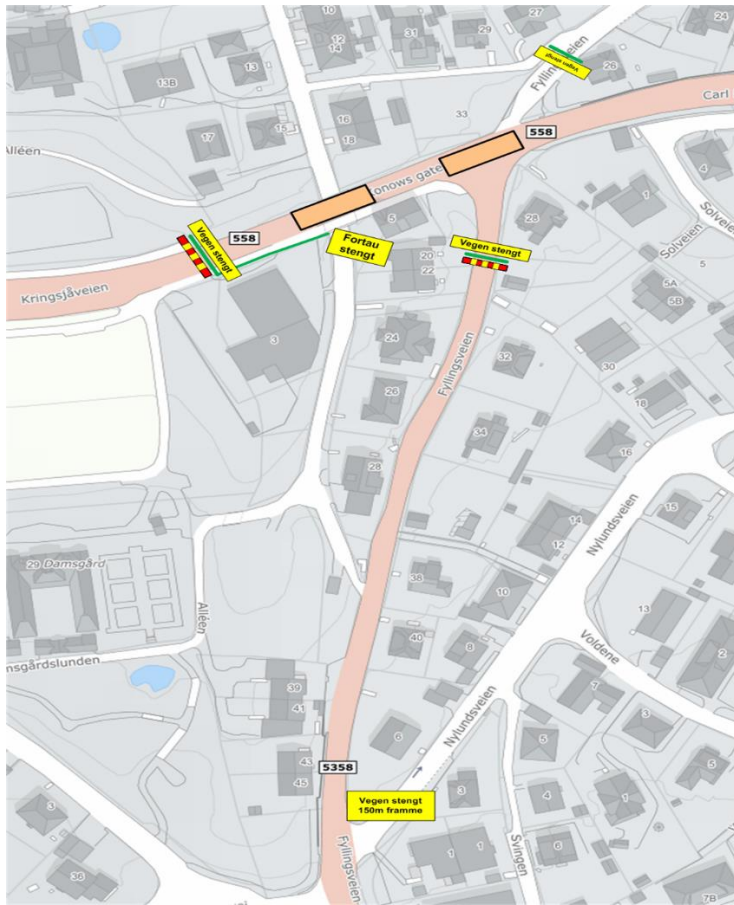 10
12
14
31
29
27
24
Fyllingsveien
26
Vegen stengt
13
13B
16
18
33
558
Carl
17
15
Alléen
onows gate
4
1
5
28
Solveien
Solveien
Vegen stengt
558
Fortau
stengt
Vegen stengt
20
22
5
Kringsjåveien
5A
5B
3
24
32
30
Fyllingsveien
26
18
34
16
28
15
14
12
Nylundsveien
29 Damsgård
38
10
13
Alléen
40
8
Voldene
2
msgårdslunden
39
41
7
3
6
Nylundsveien
5
43
45
5358
5
3
Vegen stengt
150m framme
3
4
1
Svingen
1
1
6
36
Fyllingsveien
7B